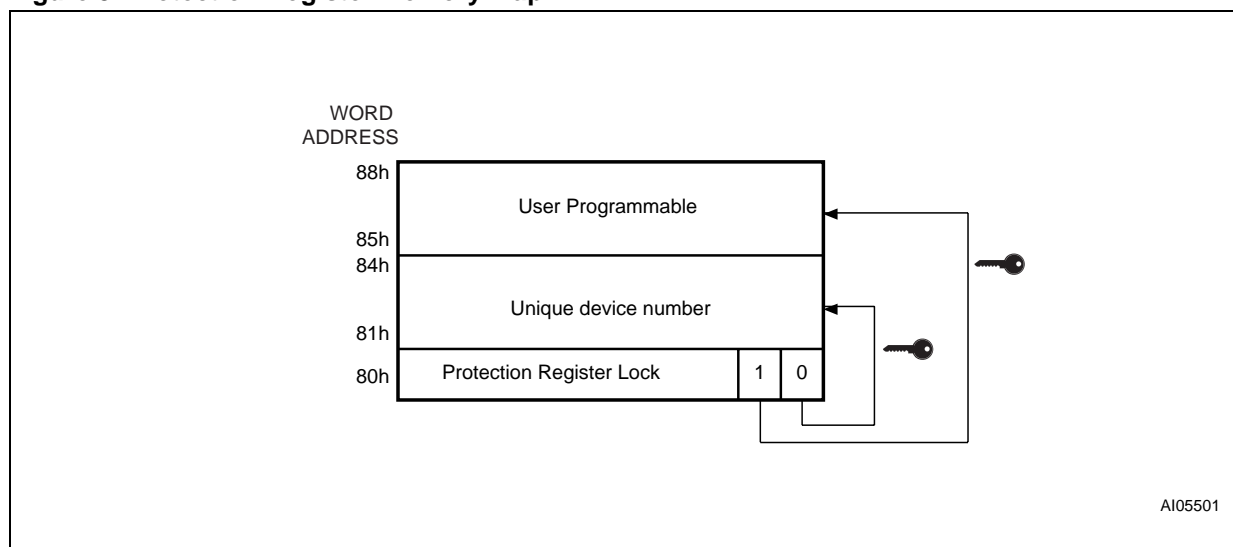 WORD
ADDRESS
88h
User Programmable
85h
84h
Unique device number
81h
80h
Protection Register Lock
1
0
AI05501